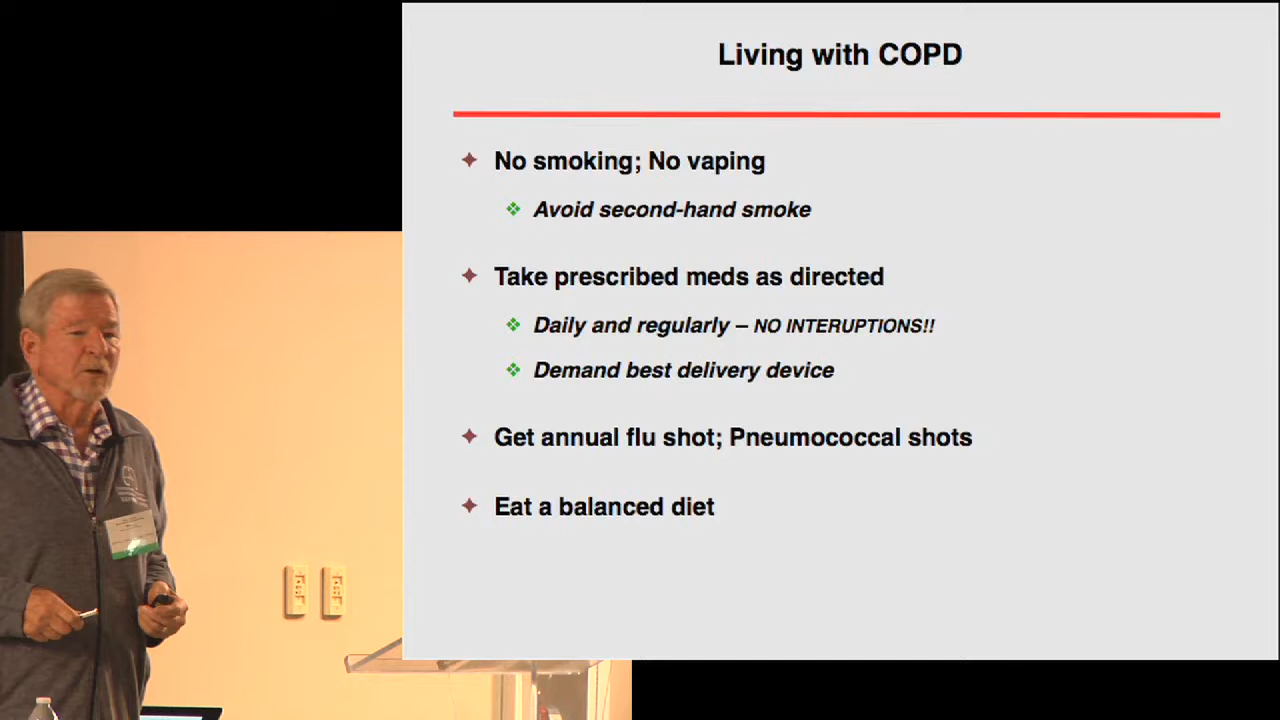 Living with COPD
No smoking; No vaping
Avoid second-hand smoke
Take prescribed meds as directed
Daily and regularly – NO INTERUPTIONS!!
Demand best delivery device
Get annual flu shot; Pneumococcal shots
Eat a balanced diet